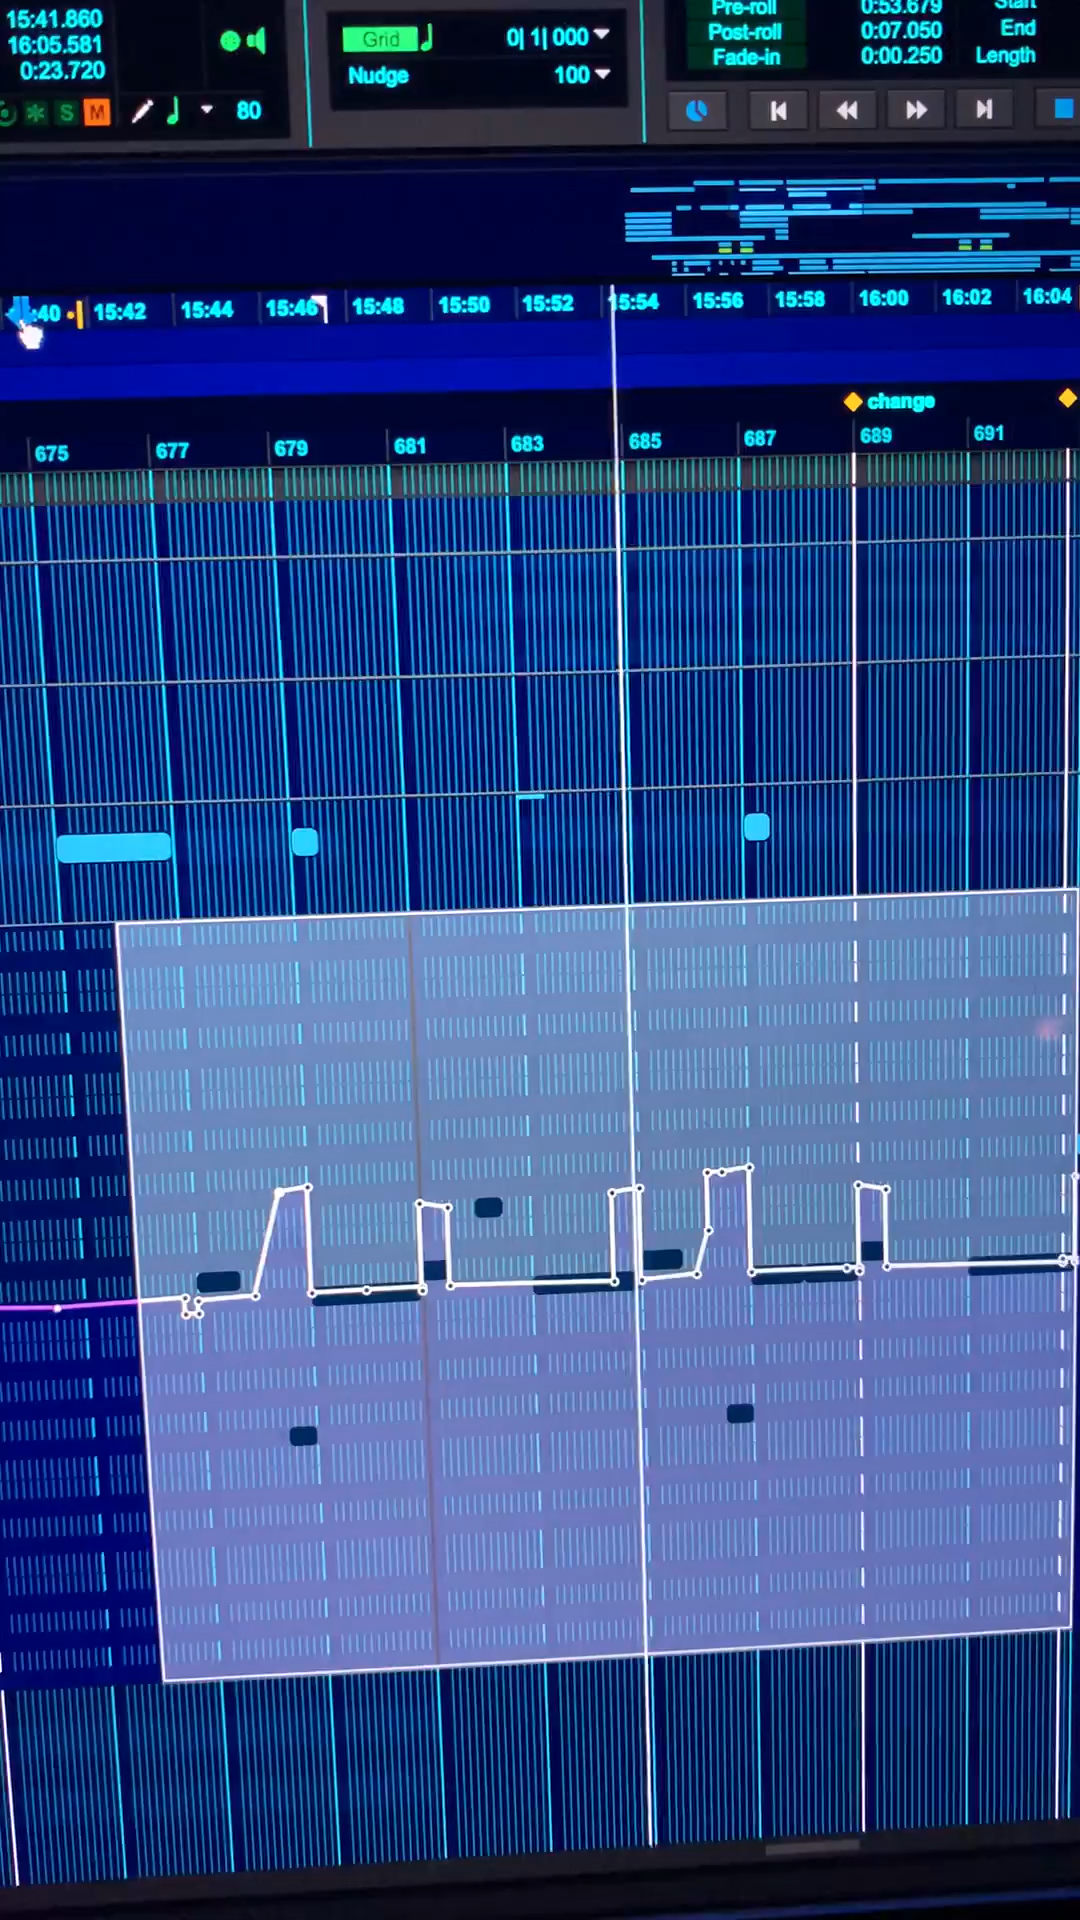 15:41.860
16:05.581
0:23.720
S M
80
Grid 0| 1| 000
Nudge 100
Pre-roll 0:53.679 Start
Post-roll 0:07.050 End
Fade-in 0:00.250 Length
:40 15:42 15:44 15:46 15:48 15:50 15:52 15:54 15:56 15:58 16:00 16:02 16:04
change
675 677 679 681 683 685 687 689 691